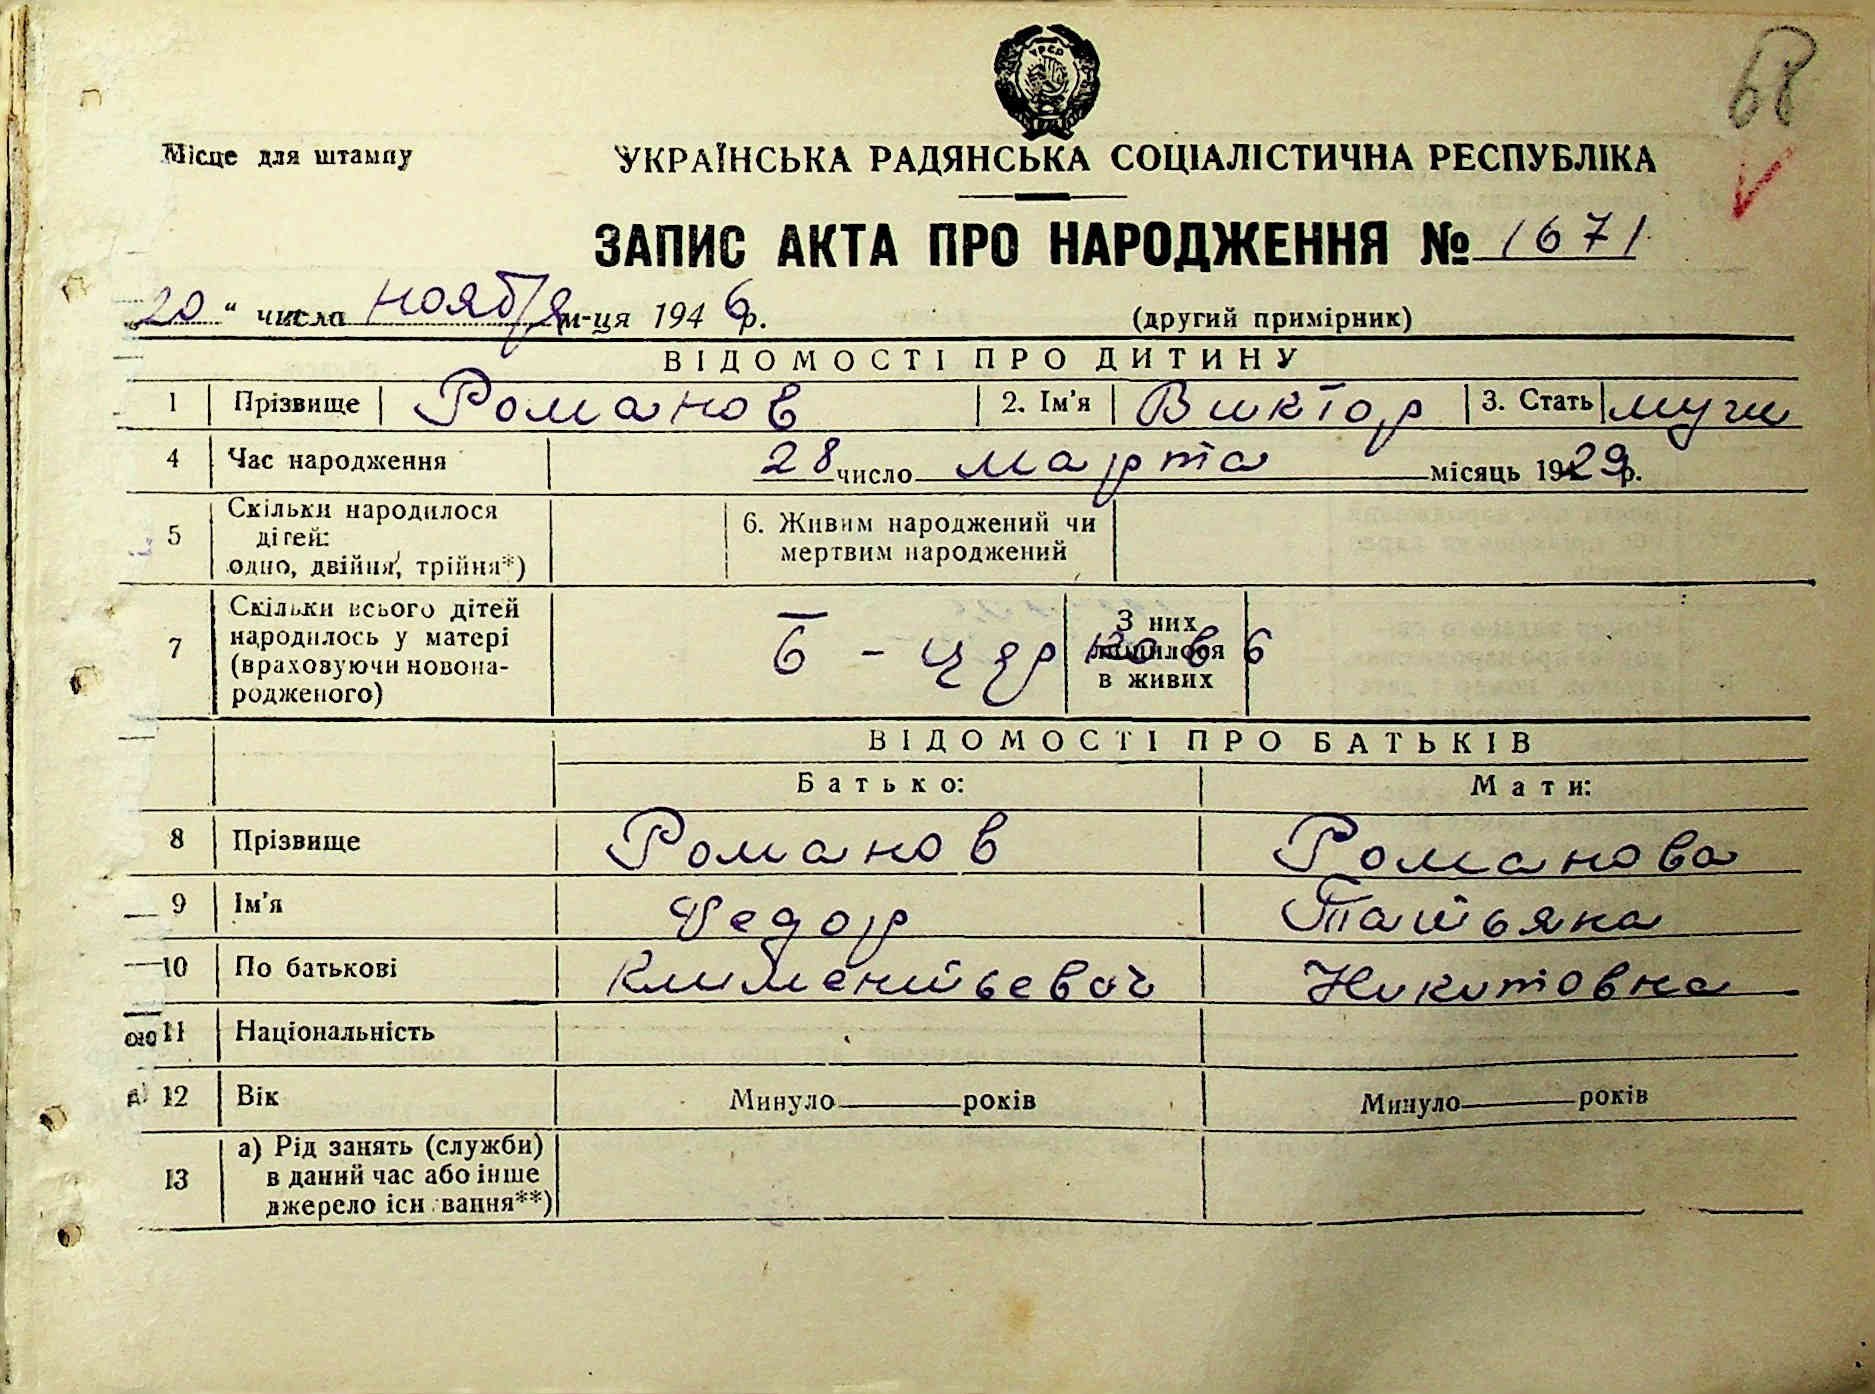 68
УРСР
Місце для штампу
УКРАЇНСЬКА РАДЯНСЬКА СОЦІАЛІСТИЧНА РЕСПУБЛІКА
ЗАПИС АКТА ПРО НАРОДЖЕННЯ № 1671
20 " числа ноября м-ця 1946 р.
(другий примірник)
ВІДОМОСТІ ПРО ДИТИНУ
1 Прізвище Романов 2. Ім'я Виктор 3. Стать муж
4 Час народження 28 число марта місяць 1929 р.
5 Скільки народилося дітей: одно, двійня, трійня*) 6. Живим народжений чи мертвим народжений
7 Скільки всього дітей народилось у матері (враховуючи новонародженого) Б - Церков З них лишилося в живих
ВІДОМОСТІ ПРО БАТЬКІВ
Батько: Мати:
8 Прізвище Романов Романова
9 Ім'я Федор Татьяна
10 По батькові Климентьевич Никитовна
11 Національність
12 Вік Минуло років Минуло років
13 а) Рід занять (служби) в даний час або інше джерело існування**)